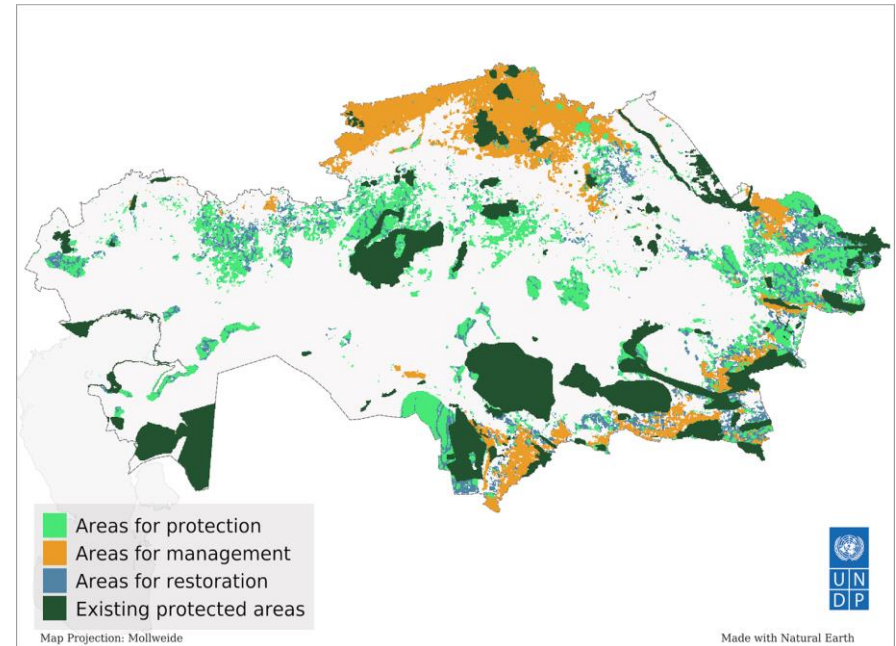 Areas for protection
Areas for management
Areas for restoration
Existing protected areas
U N
D P
Map Projection: Mollweide
Made with Natural Earth